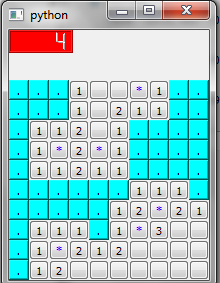 python
4
. . . 1 * 1 . .
. . . 1 2 1 1 . .
. 1 1 2 1 . . . .
. 1 * 2 * 1 . . . .
. 1 1 2 1 1 . . . .
. . . . . . 1 1 1 .
. . . . . 1 2 * 2 1
. 1 1 1 . 1 * 3
. 1 * 2 1 2
. 1 2